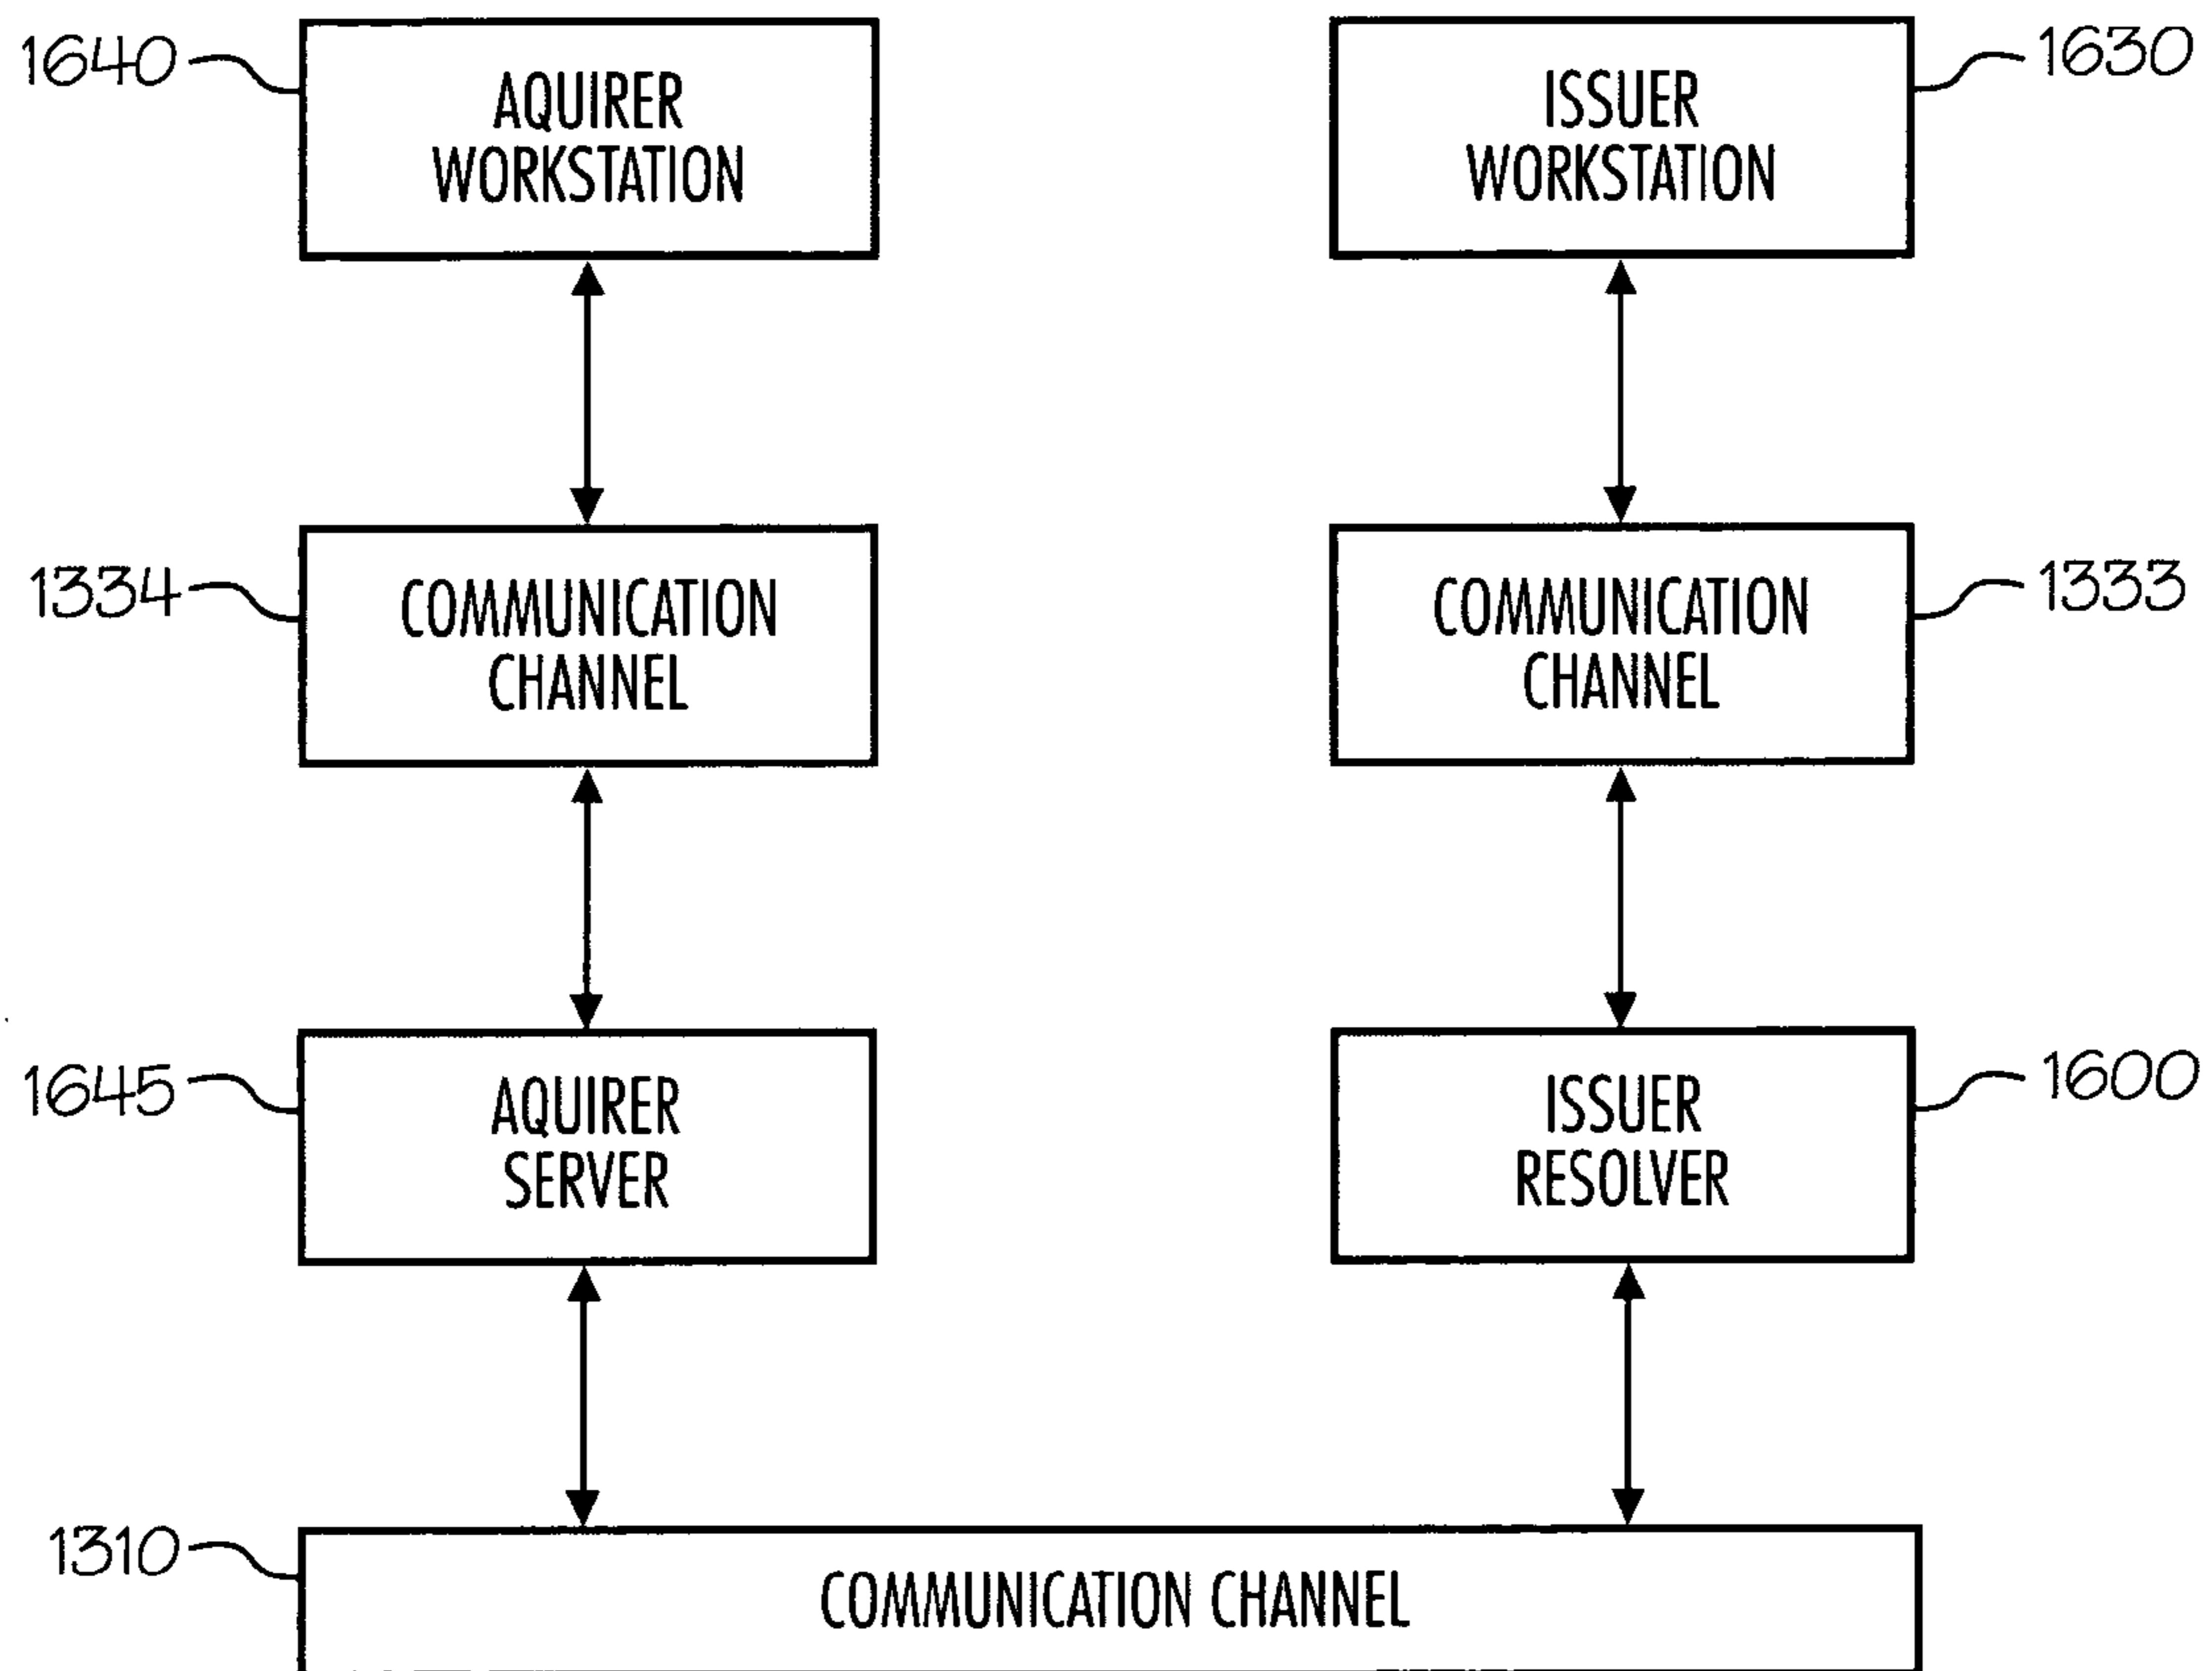 1640
AQUIRER
WORKSTATION
ISSUER
WORKSTATION
1630
1334
COMMUNICATION
CHANNEL
COMMUNICATION
CHANNEL
1333
1645
AQUIRER
SERVER
ISSUER
RESOLVER
1600
1310
COMMUNICATION CHANNEL